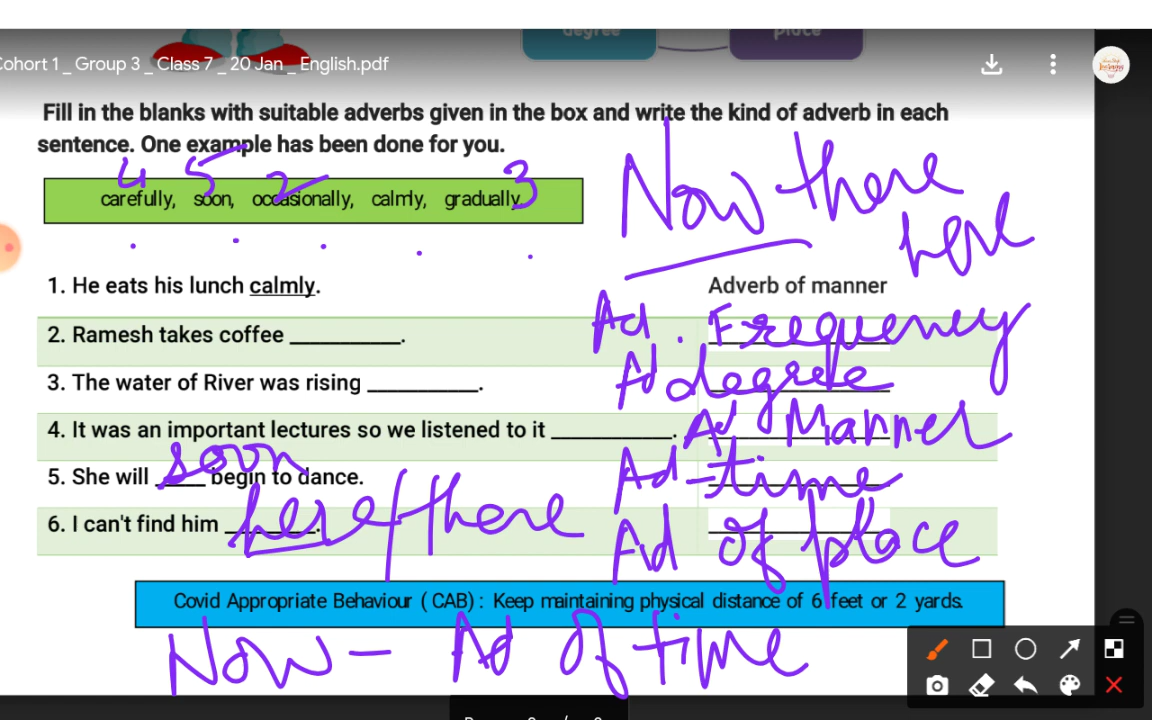 degree place
Cohort 1 _ Group 3 _ Class 7 _ 20 Jan _ English.pdf
Fill in the blanks with suitable adverbs given in the box and write the kind of adverb in each
sentence. One example has been done for you.
4 5 2 3
carefully, soon, occasionally, calmly, gradually
Now there
here
1. He eats his lunch calmly. Adverb of manner
2. Ramesh takes coffee __________. Ad. Frequency
3. The water of River was rising __________. Ad degree
4. It was an important lectures so we listened to it __________. Ad Manner
5. She will soon begin to dance. Ad - time
6. I can't find him here/there. Ad of place
Covid Appropriate Behaviour ( CAB) : Keep maintaining physical distance of 6 feet or 2 yards.
Now - Ad of time